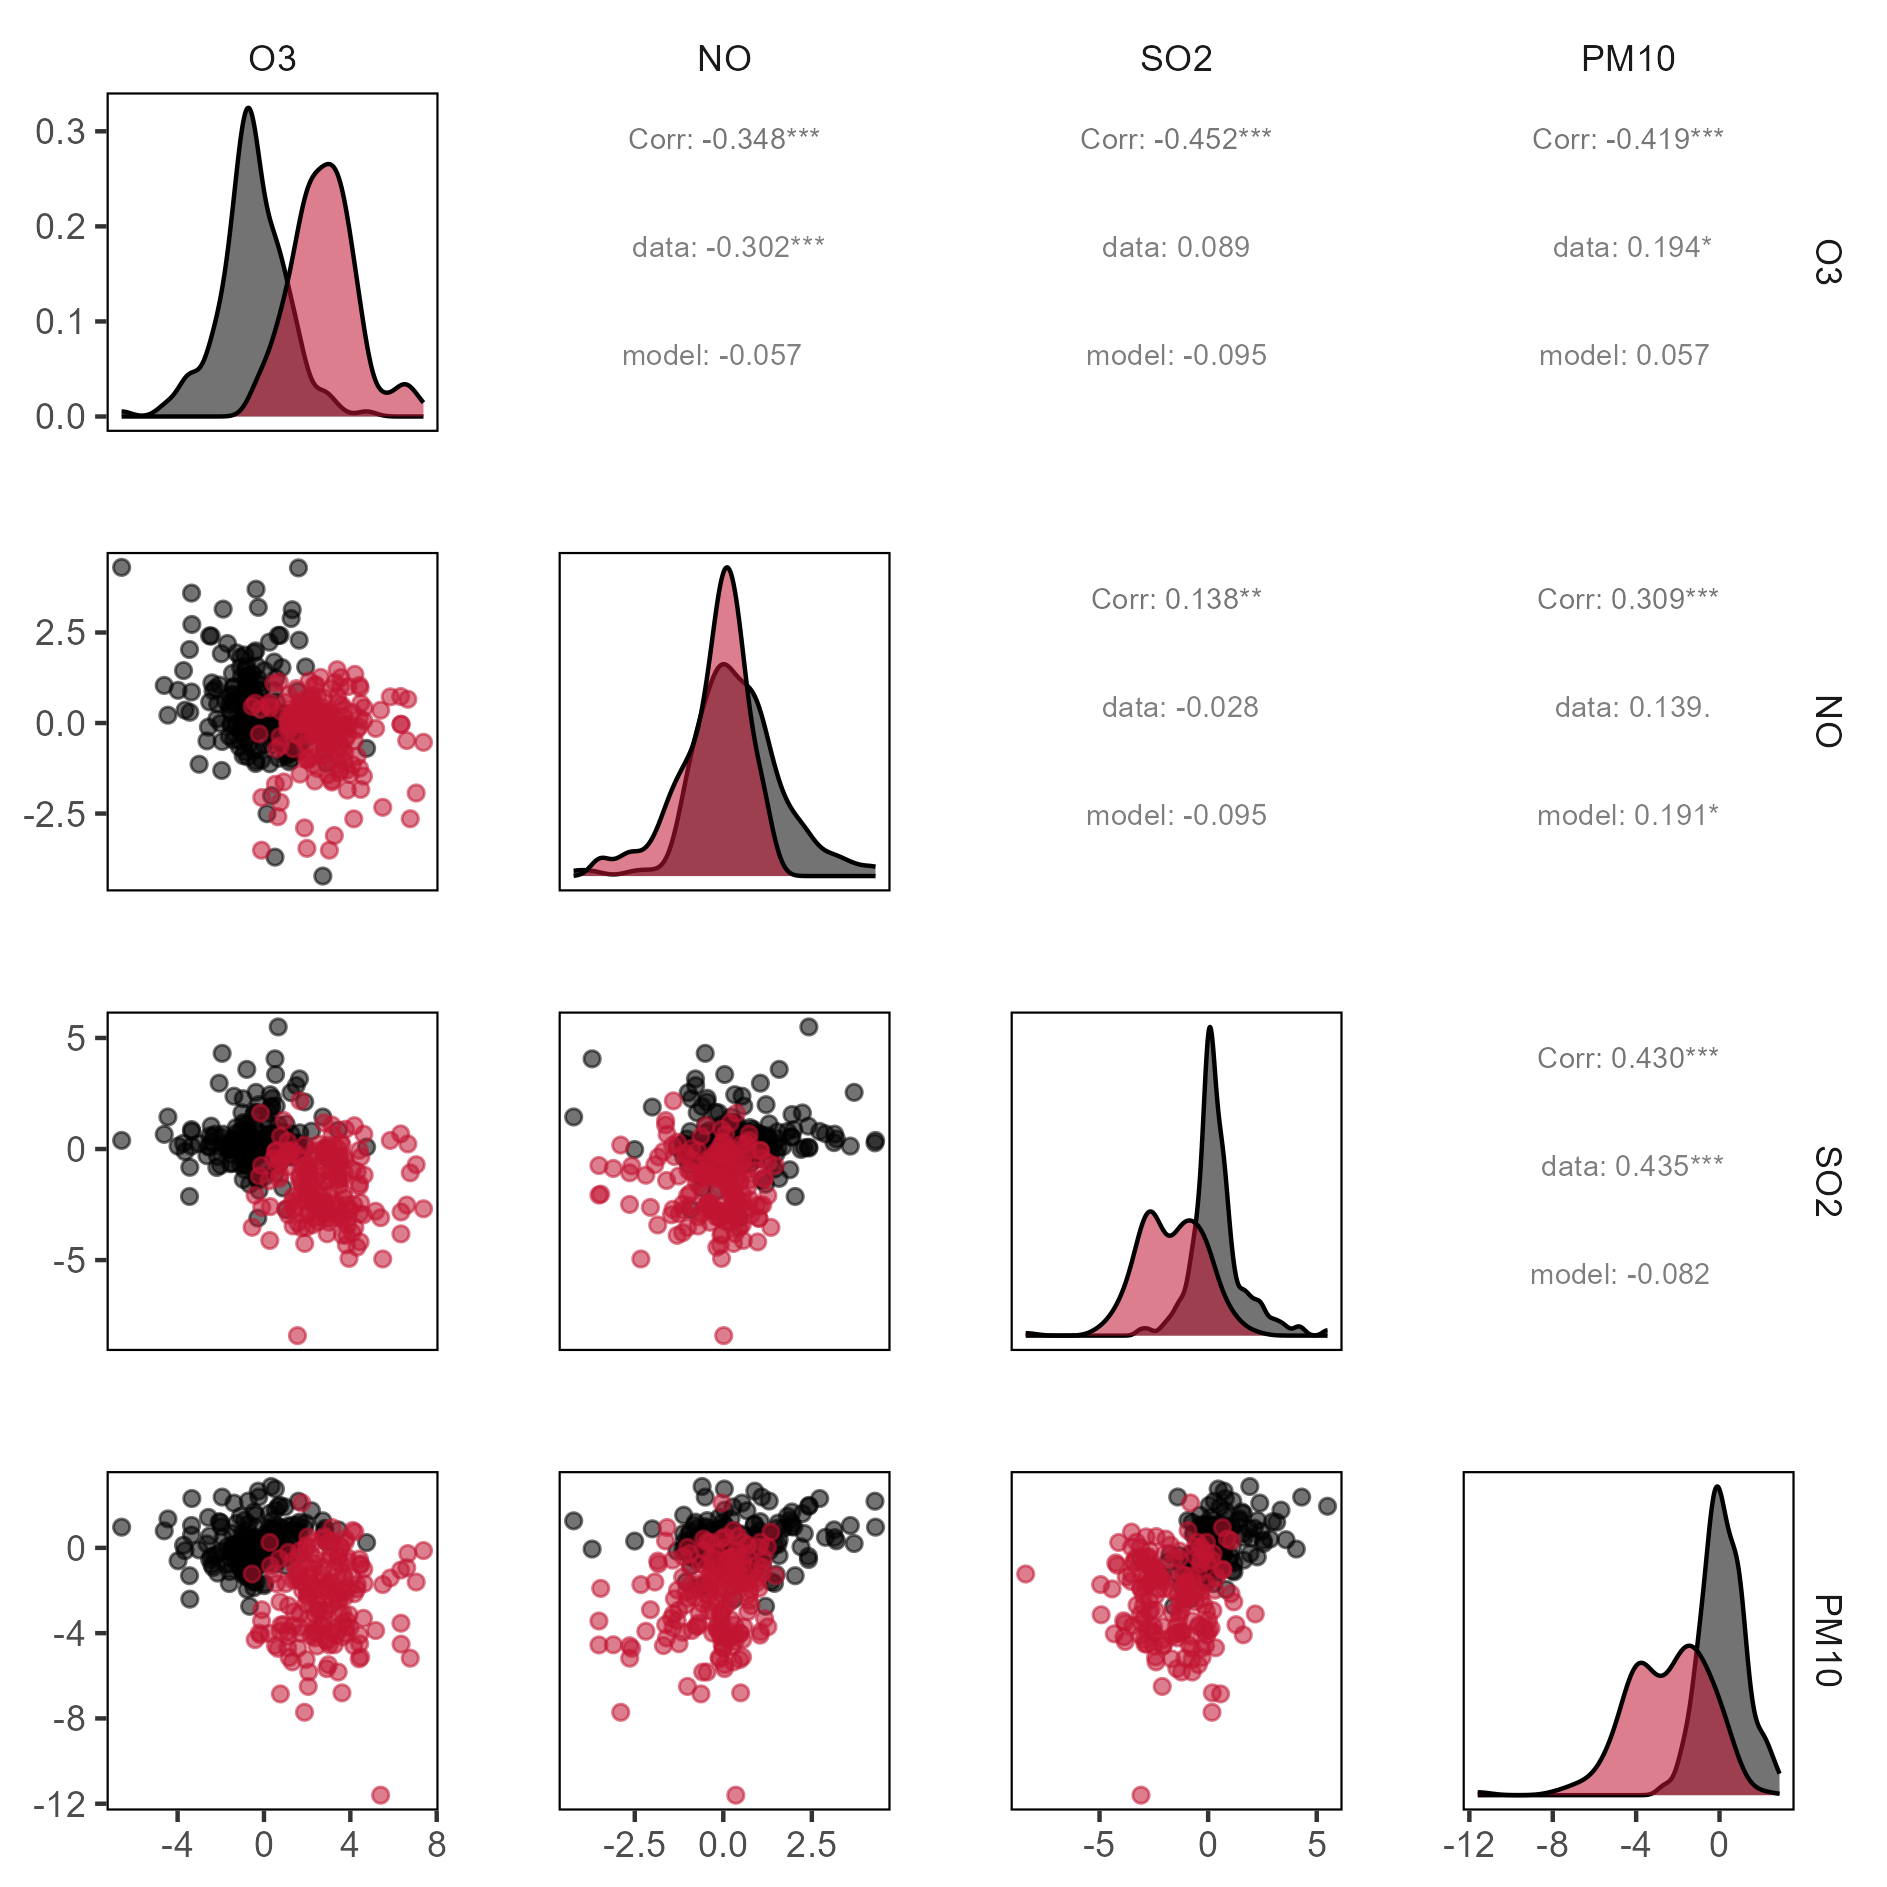 O3 NO SO2 PM10
0.3
0.2
0.1
0.0
Corr: -0.348***
data: -0.302***
model: -0.057
Corr: -0.452***
data: 0.089
model: -0.095
Corr: -0.419***
data: 0.194*
model: 0.057
O3
2.5
0.0
-2.5
Corr: 0.138**
data: -0.028
model: -0.095
Corr: 0.309***
data: 0.139.
model: 0.191*
NO
5
0
-5
Corr: 0.430***
data: 0.435***
model: -0.082
SO2
0
-4
-8
-12
PM10
-4 0 4 8
-2.5 0.0 2.5
-5 0 5
-12 -8 -4 0